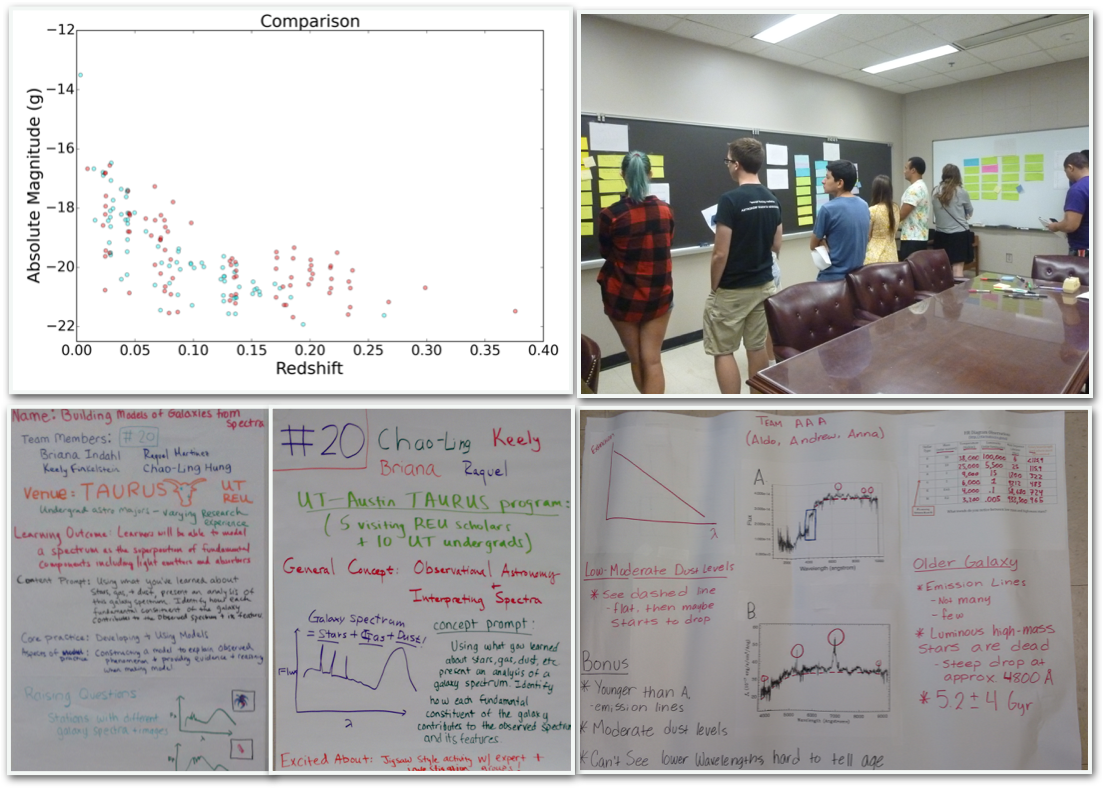 Comparison
−12
−14
−16
−18
−20
−22
Absolute Magnitude (g)
0.00 0.05 0.10 0.15 0.20 0.25 0.30 0.35 0.40
Redshift
Name: Building Models of Galaxies from
Spectra
Team Members: #20
Briana Indahl Raquel Martinez
Keely Finkelstein Chao-Ling Hung
Venue: TAURUS UT
REU
Undergrad astro Majors - varying Research
experience
Learning Outcome: Learners will be able to model
a spectrum as the superposition of fundamental
components including light emitters and absorbers
Content Prompt: Using what you've learned about
stars, gas, + dust, present an analysis of
this galaxy spectrum. Identify how each
fundamental constituent of the galaxy
contributes to the observed spectrum + its features
Core practice: Developing + Using Models
Constructing a model to explain observed
phenomenon + providing evidence + reasoning
when making model
Raising Questions
Stations with different
galaxy spectra + images
#20 Chao-Ling Keely
Briana Raquel
UT-Austin TAURUS program:
(5 visiting REU scholars
+ 10 UT undergrads)
General Concept: Observational Astronomy
+
Interpreting Spectra
Galaxy spectrum
= Stars + Gas + Dust!
Flux
λ
concept prompt:
Using what you learned
about stars, gas, dust, etc
present an analysis of a
galaxy spectrum. Identify
how each fundamental
constituent of the galaxy
contributes to the observed spectrum
and its features.
Excited About: Jigsaw style activity w/ expert +
TEAM AAA
(Aldo, Andrew, Anna)
λ
Low-Moderate Dust Levels
* See dashed line
- flat, then maybe
starts to drop
Bonus
* Younger than A.
- emission lines
* Moderate dust levels
* Can't See lower Wavelengths hard to tell age
A.
Flux
Wavelength (angstrom)
B.
Wavelength (angstrom)
Older Galaxy
* Emission Lines
- Not many
- few
* Luminous high-mass
Stars are dead
- steep drop at
approx. 4800 Å
* 5.2 ± 4 Gyr